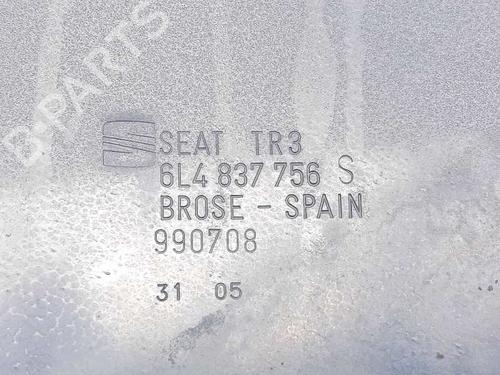 B-PARTS
SEAT TR3
6L4 837 756 S
BROSE - SPAIN
990708
31 05